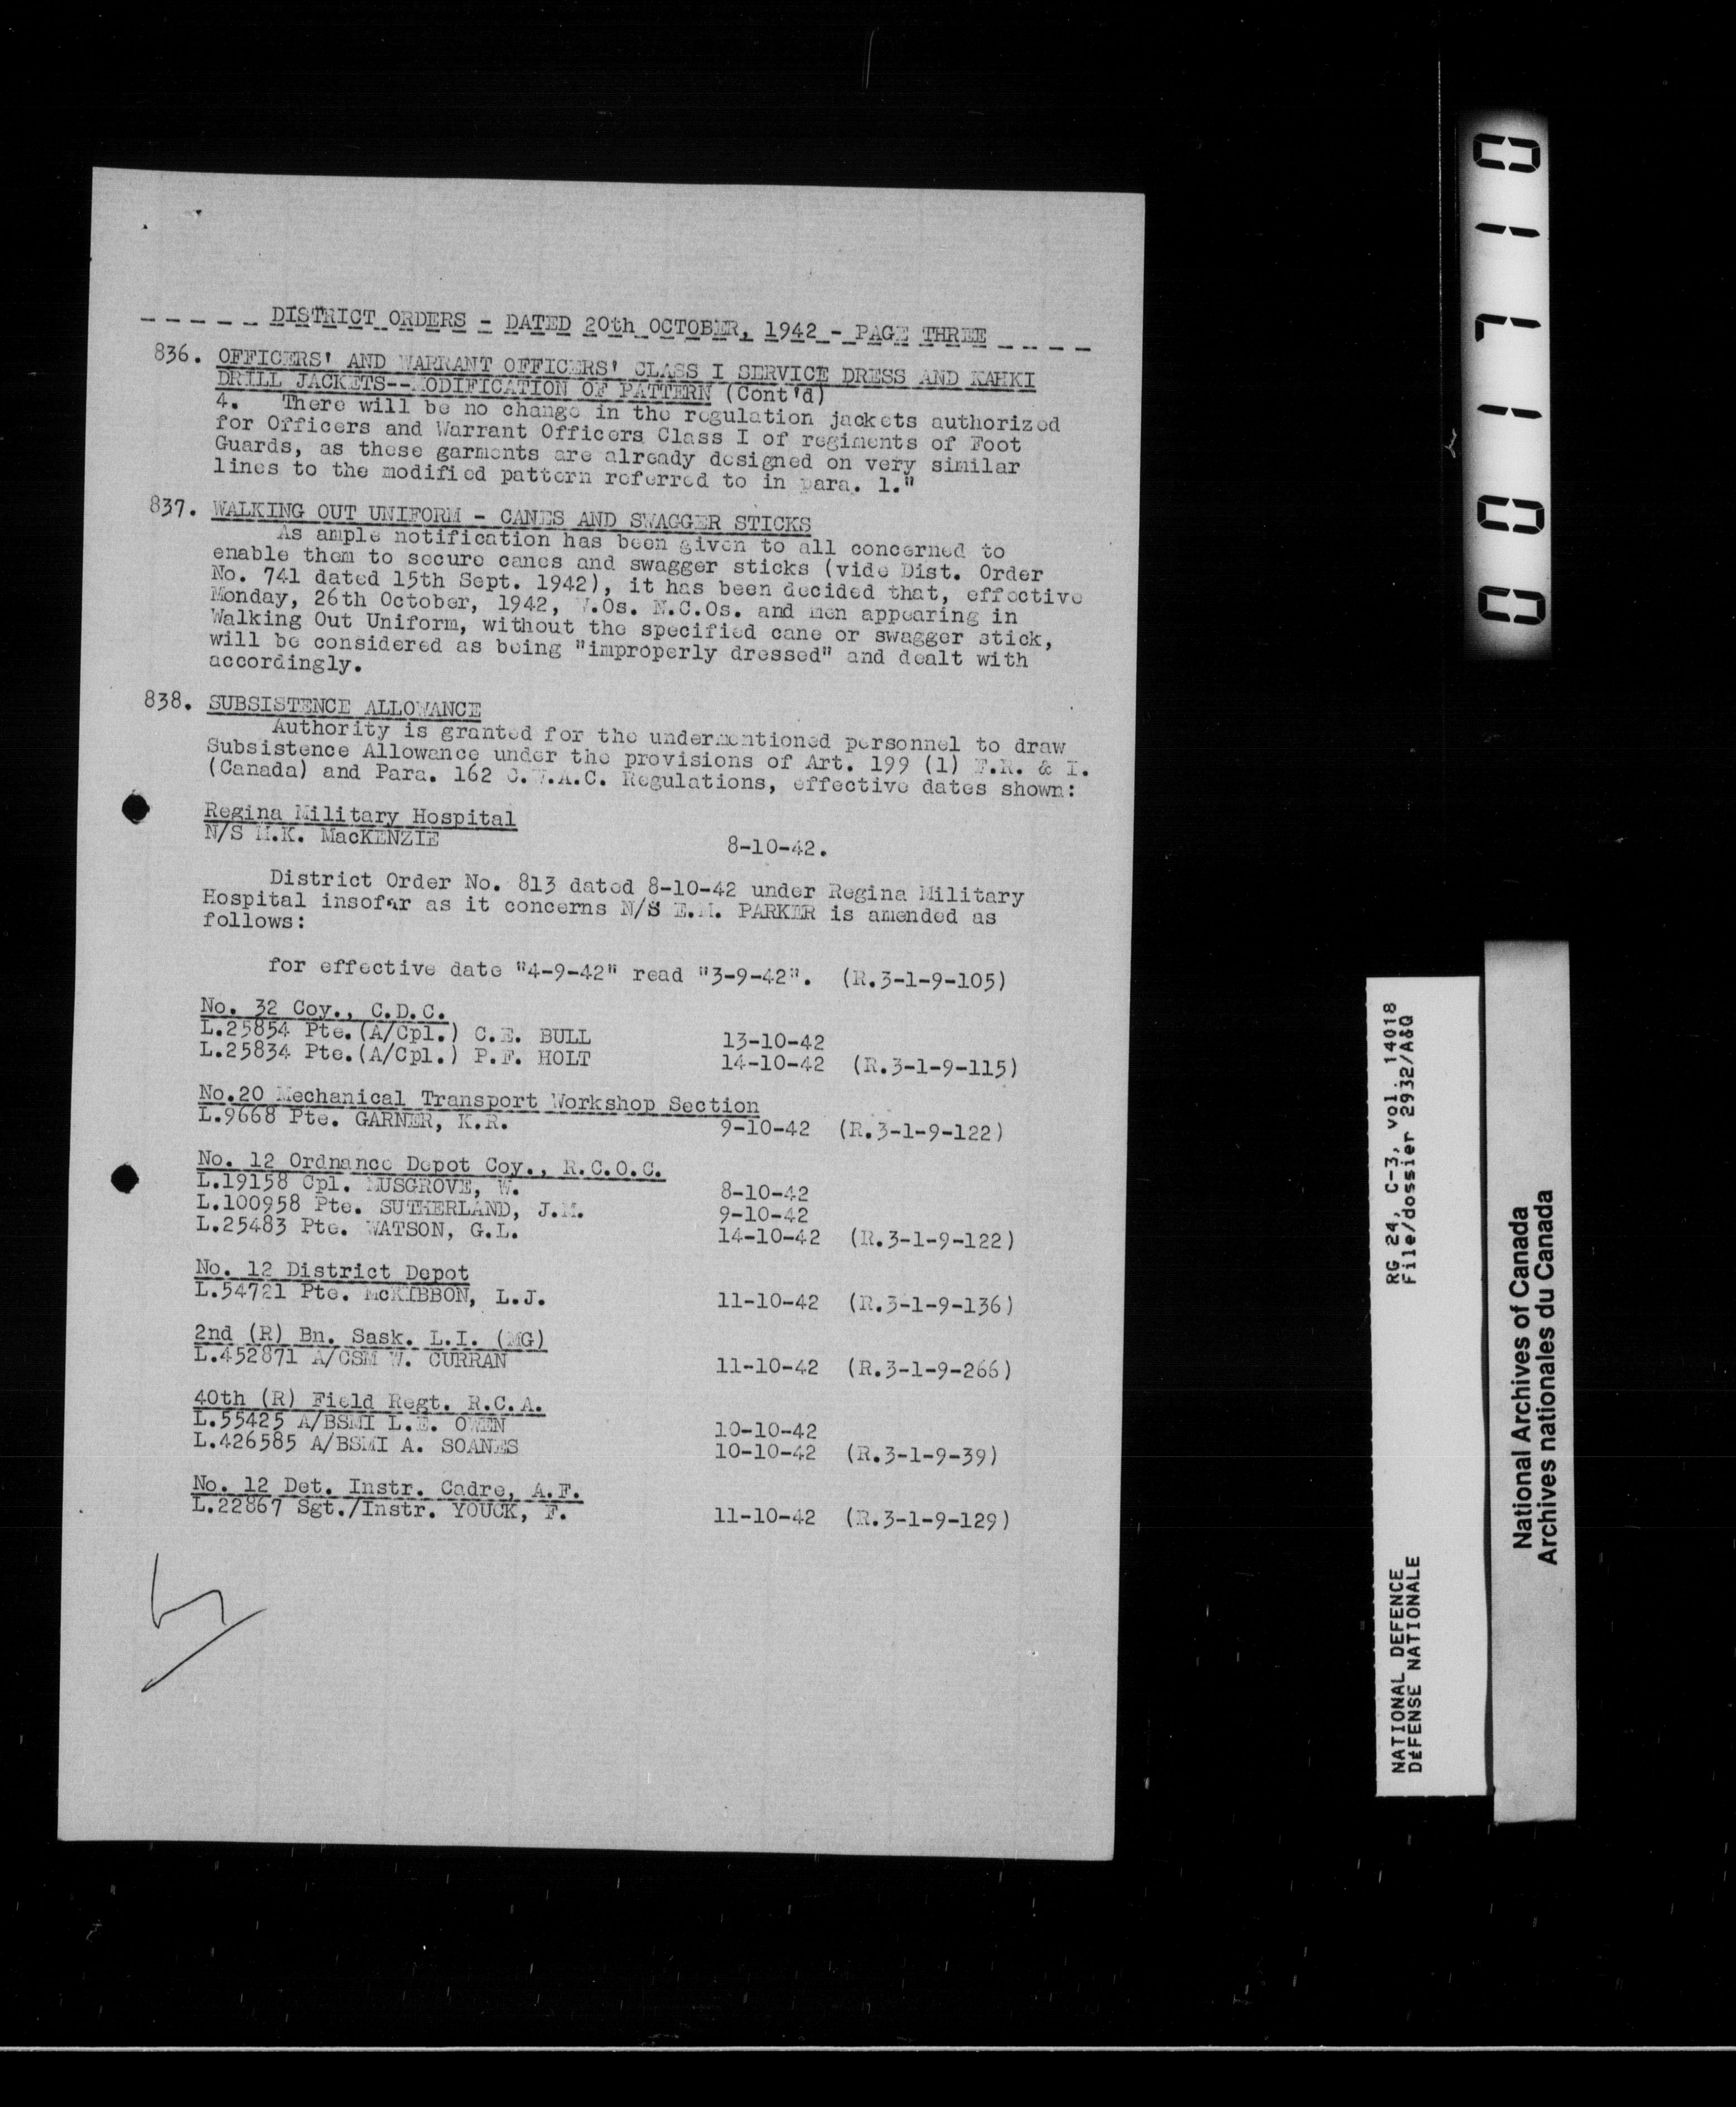 DISTRICT ORDERS - DATED 20th OCTOBER, 1942 - PAGE THREE
836. OFFICERS' AND WARRANT OFFICERS' CLASS I SERVICE DRESS AND KAHKI
DRILL JACKETS--MODIFICATION OF PATTERN (Cont'd)
4. There will be no change in the regulation jackets authorized
for Officers and Warrant Officers Class I of regiments of Foot
Guards, as these garments are already designed on very similar
lines to the modified pattern referred to in para. 1."
837. WALKING OUT UNIFORM - CANES AND SWAGGER STICKS
As ample notification has been given to all concerned to
enable them to secure canes and swagger sticks (vide Dist. Order
No. 741 dated 15th Sept. 1942), it has been decided that, effective
Monday, 26th October, 1942, W.Os. N.C.Os. and men appearing in
Walking Out Uniform, without the specified cane or swagger stick,
will be considered as being "improperly dressed" and dealt with
accordingly.
838. SUBSISTENCE ALLOWANCE
Authority is granted for the undermentioned personnel to draw
Subsistence Allowance under the provisions of Art. 199 (1) F.R. & I.
(Canada) and Para. 162 C.W.A.C. Regulations, effective dates shown:
Regina Military Hospital
N/S M.K. MacKENZIE 8-10-42.
District Order No. 813 dated 8-10-42 under Regina Military
Hospital insofar as it concerns N/S E.M. PARKER is amended as
follows:
for effective date "4-9-42" read "3-9-42". (R.3-1-9-105)
No. 32 Coy., C.D.C.
L.25854 Pte.(A/Cpl.) C.E. BULL 13-10-42
L.25834 Pte.(A/Cpl.) P.F. HOLT 14-10-42 (R.3-1-9-115)
No.20 Mechanical Transport Workshop Section
L.9668 Pte. GARNER, K.R. 9-10-42 (R.3-1-9-122)
No. 12 Ordnance Depot Coy., R.C.O.C.
L.19158 Cpl. MUSGROVE, W. 8-10-42
L.100958 Pte. SUTHERLAND, J.M. 9-10-42
L.25483 Pte. WATSON, G.L. 14-10-42 (R.3-1-9-122)
No. 12 District Depot
L.54721 Pte. McKIBBON, L.J. 11-10-42 (R.3-1-9-136)
2nd (R) Bn. Sask. L.I. (MG)
L.452871 A/CSM W. CURRAN 11-10-42 (R.3-1-9-266)
40th (R) Field Regt. R.C.A.
L.55425 A/BSMI L.E. OWEN 10-10-42
L.426585 A/BSMI A. SOANES 10-10-42 (R.3-1-9-39)
No. 12 Det. Instr. Cadre, A.F.
L.22867 Sgt./Instr. YOUCK, F. 11-10-42 (R.3-1-9-129)
001710
NATIONAL DEFENCE RG 24, C-3, vol. 14018
DÉFENSE NATIONALE File/dossier 2932/A&Q
National Archives of Canada
Archives nationales du Canada